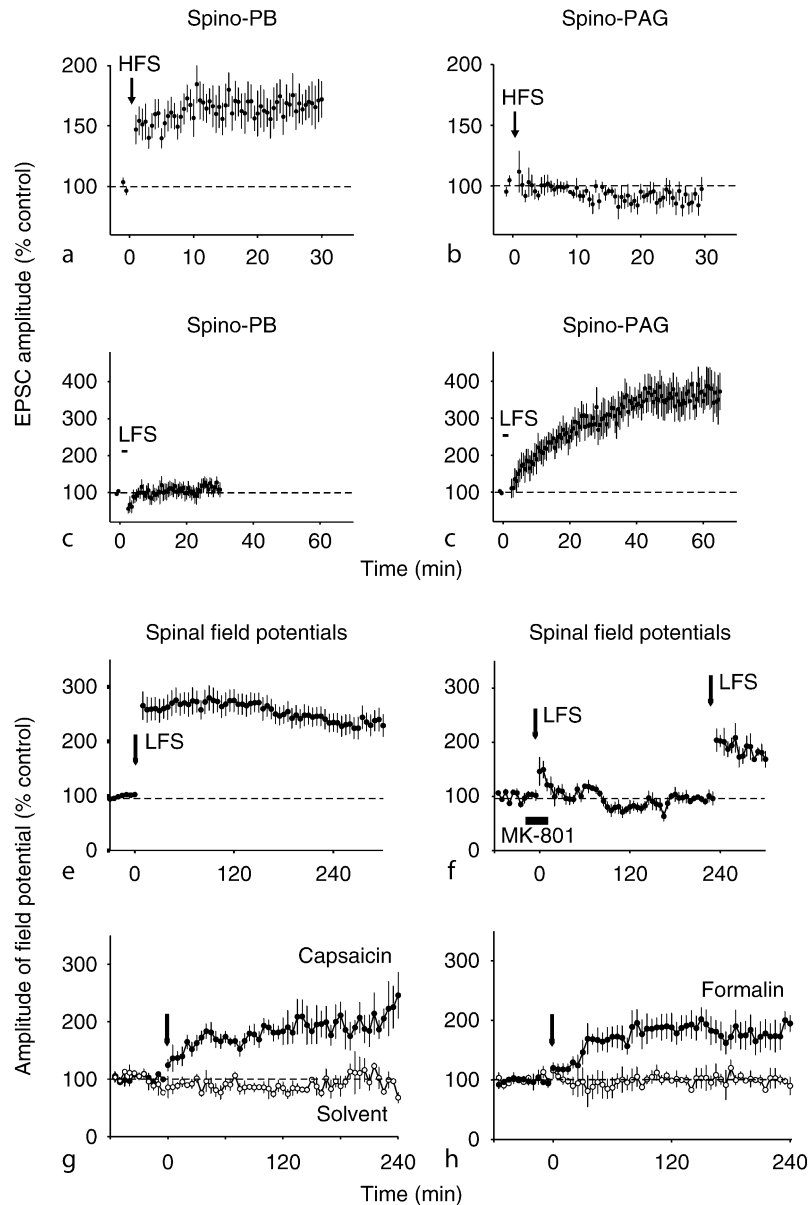 Spino-PB
Spino-PAG
EPSC amplitude (% control)
200
150
100
HFS
0 10 20 30
a
200
150
100
HFS
0 10 20 30
b
Spino-PB
Spino-PAG
400
300
200
100
LFS
0 20 40 60
c
400
300
200
100
LFS
0 20 40 60
c
Time (min)
Spinal field potentials
Spinal field potentials
Amplitude of field potential (% control)
300
200
100
0
LFS
0 120 240
e
300
200
100
0
LFS
LFS
MK-801
0 120 240
f
300
200
100
0
Capsaicin
Solvent
0 120 240
g
300
200
100
0
Formalin
0 120 240
h
Time (min)